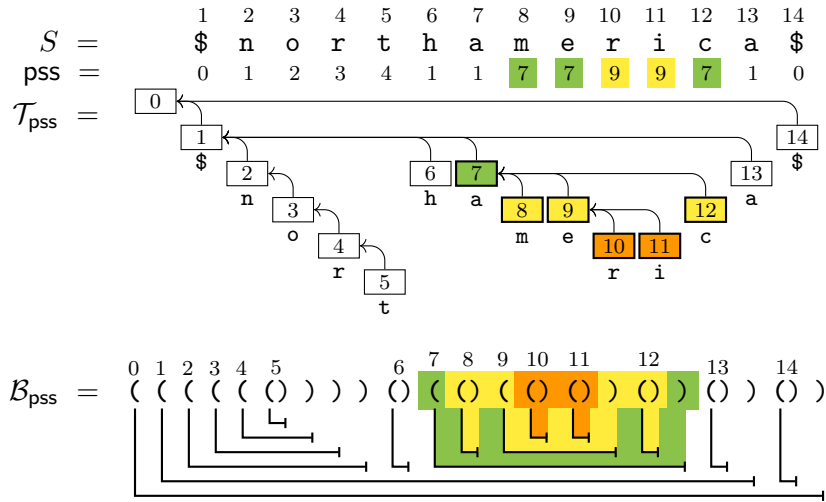 1 2 3 4 5 6 7 8 9 10 11 12 13 14
S = $ n o r t h a m e r i c a $
pss = 0 1 2 3 4 1 1 7 7 9 9 7 1 0
0
𝒯pss =
1 14
$ $
2 6 7 13
n h a a
3 8 9 12
o m e c
4 10 11
r r i
5
t
0 1 2 3 4 5 6 7 8 9 10 11 12 13 14
ℬpss = ( ( ( ( ( ( ) ) ) ) ( ) ( ( ) ( ( ) ( ) ) ( ) ) ( ) ) ( ) )